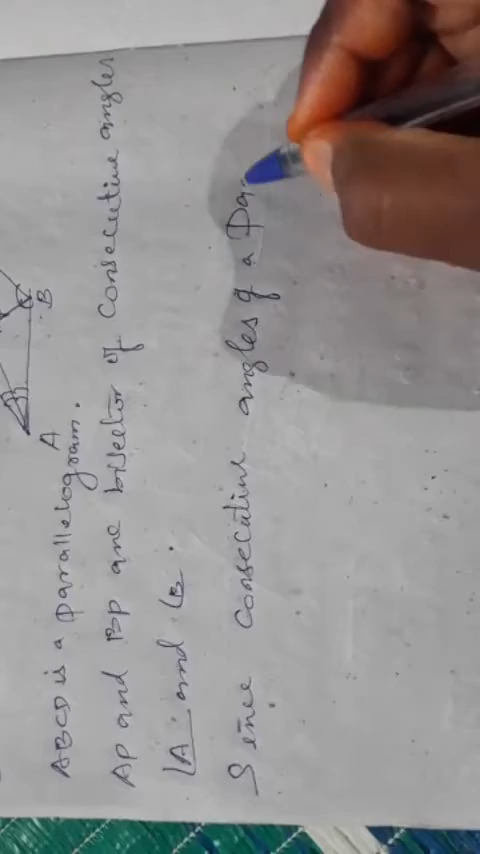 B
A
ABCD is a parallelogram.
AP and BP are bisector of consecutive angles
∠A and ∠B.
Since consecutive angles of a pa